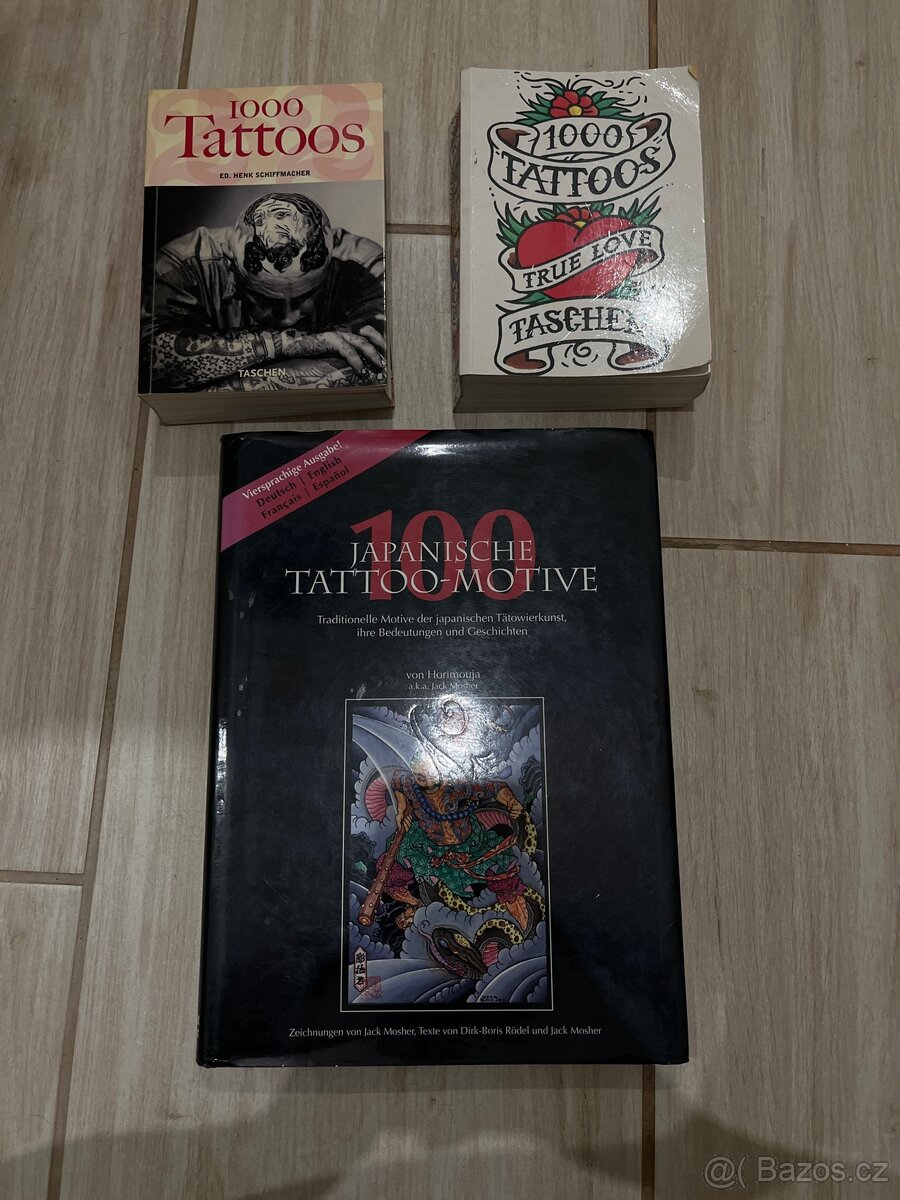 1000
Tattoos
ED. HENK SCHIFFMACHER
TASCHEN
1000
TATTOOS
TRUE LOVE
TASCHEN
Viersprachige Ausgabe!
Deutsch | English
Français | Español
100
JAPANISCHE
TATTOO-MOTIVE
Traditionelle Motive der japanischen Tätowierkunst,
ihre Bedeutungen und Geschichten
von Horimouja
a.k.a. Jack Mosher
Zeichnungen von Jack Mosher, Texte von Dirk-Boris Rödel und Jack Mosher
@( Bazos.cz